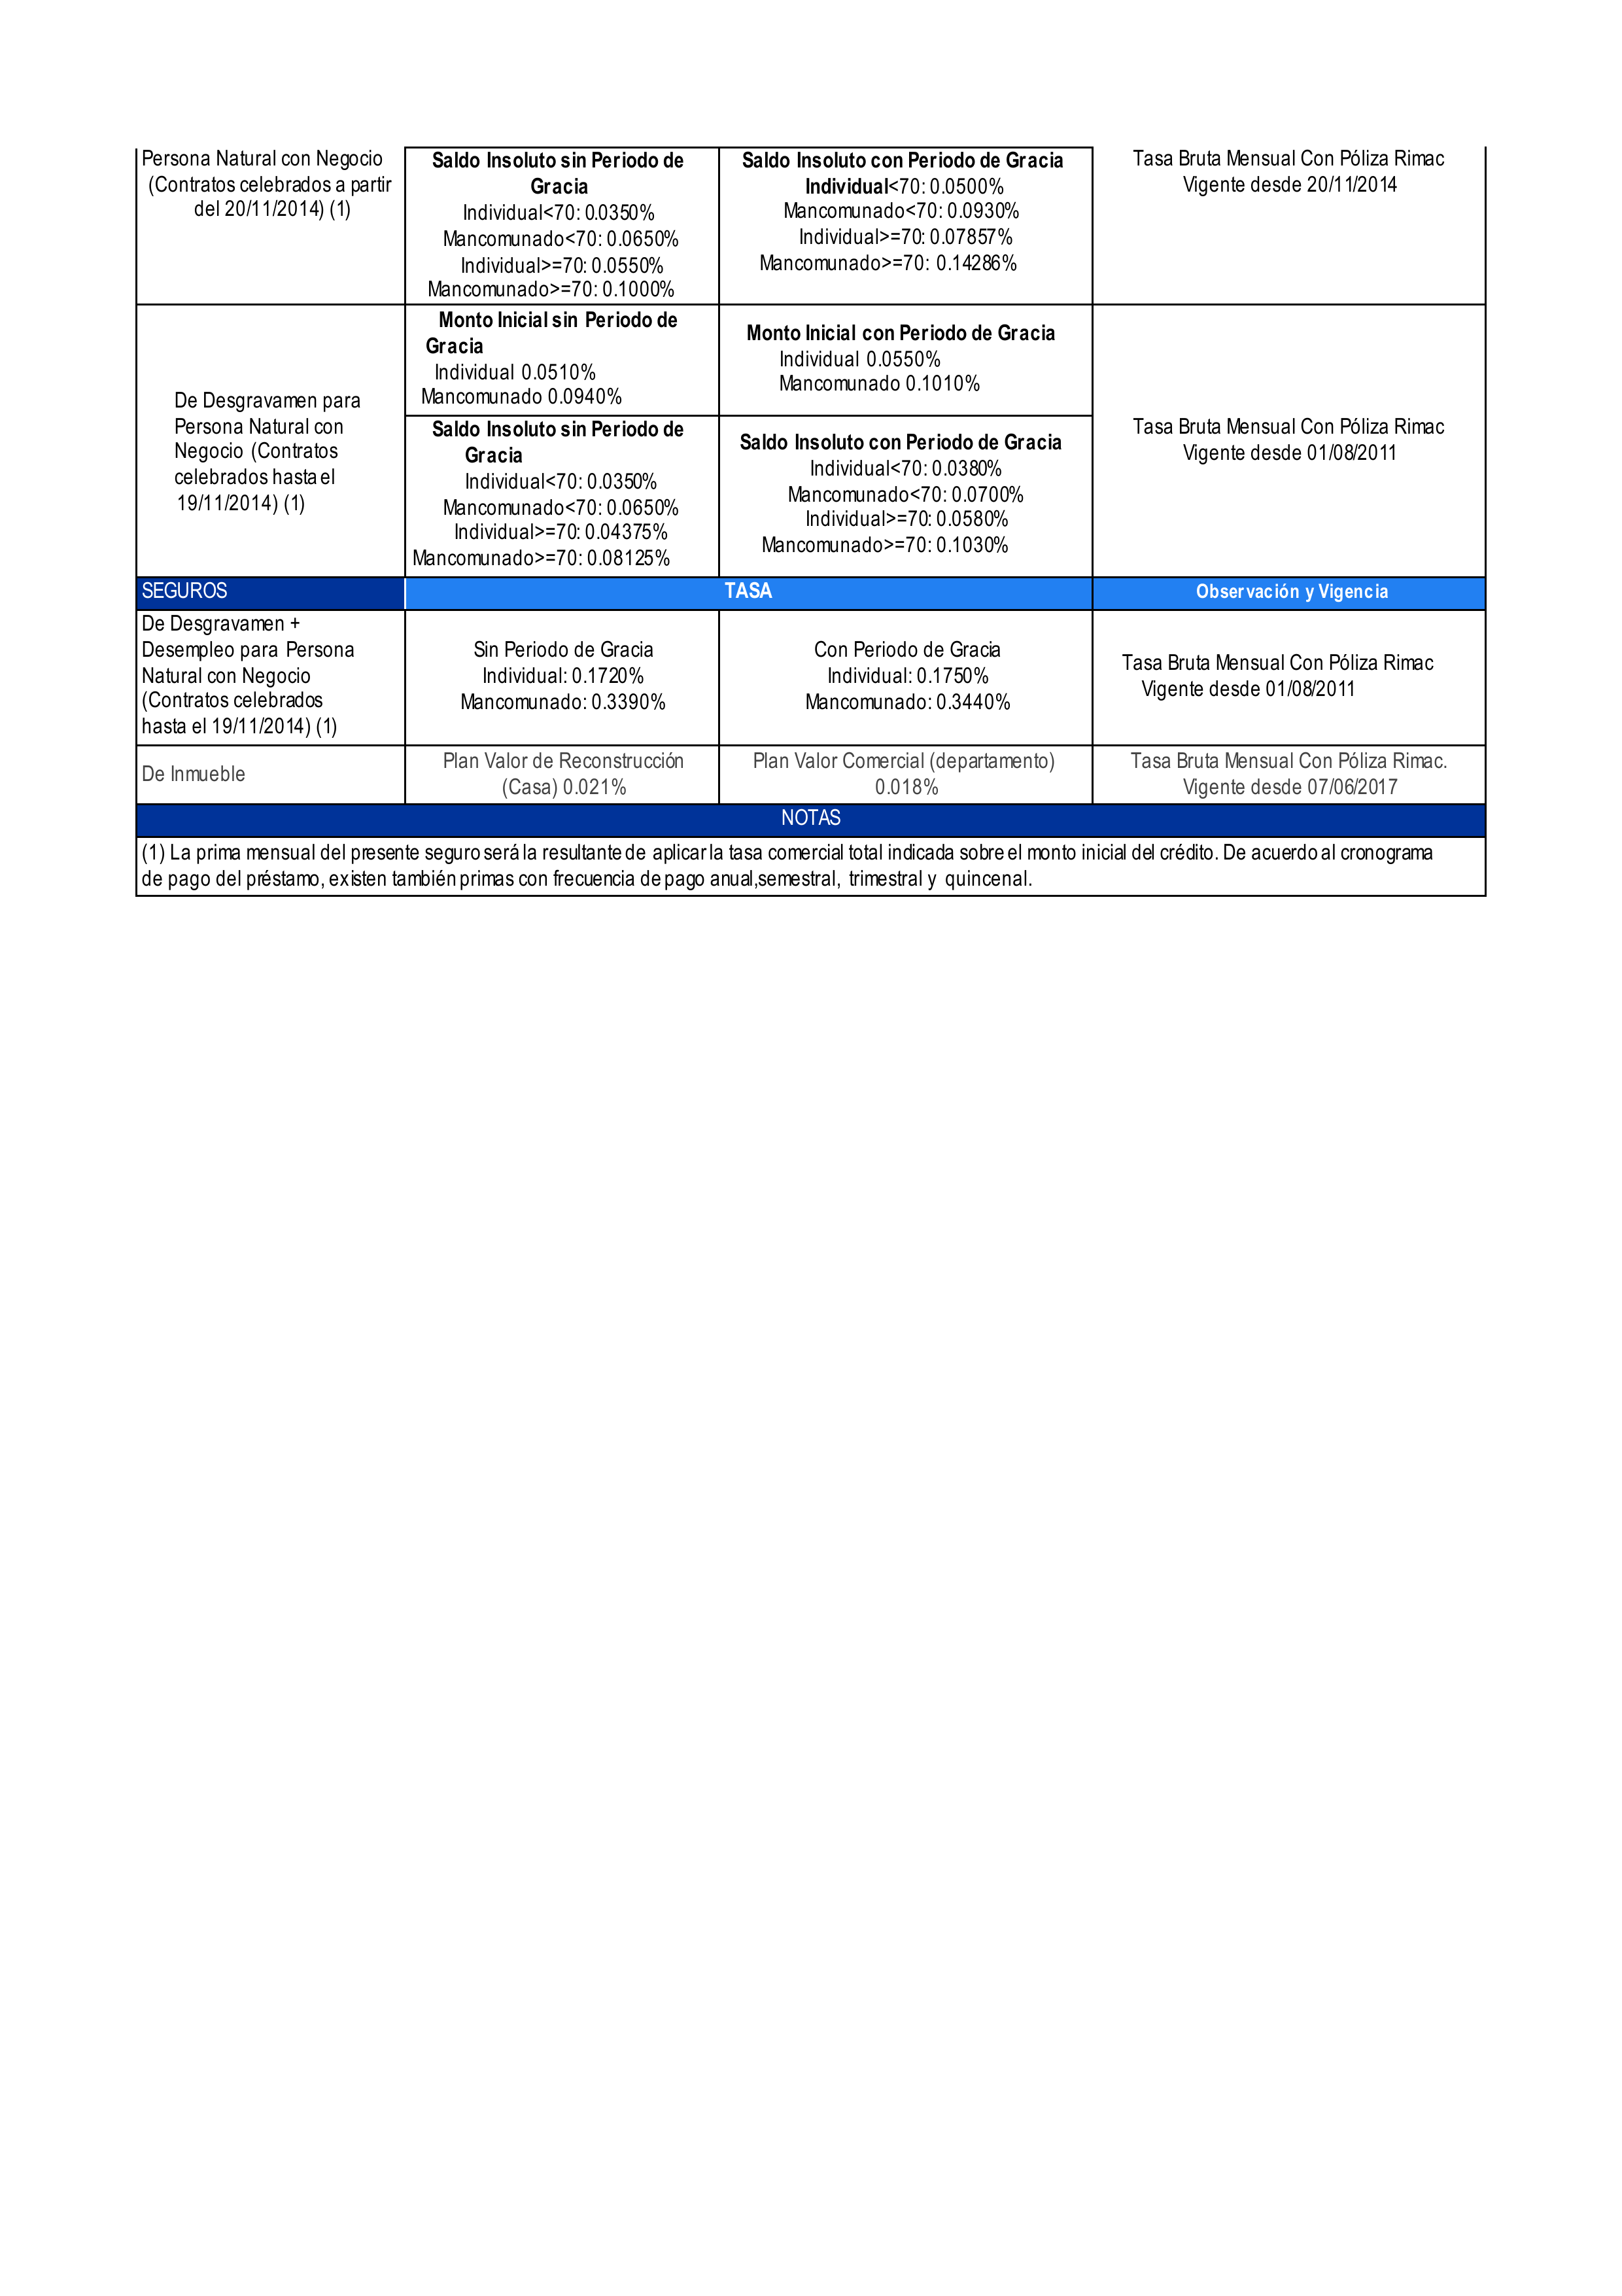 Persona Natural con Negocio
(Contratos celebrados a partir
del 20/11/2014) (1)
Saldo Insoluto sin Periodo de
Gracia
Individual<70: 0.0350%
Mancomunado<70: 0.0650%
Individual>=70: 0.0550%
Mancomunado>=70: 0.1000%
Saldo Insoluto con Periodo de Gracia
Individual<70: 0.0500%
Mancomunado<70: 0.0930%
Individual>=70: 0.07857%
Mancomunado>=70: 0.14286%
Tasa Bruta Mensual Con Póliza Rimac
Vigente desde 20/11/2014
De Desgravamen para
Persona Natural con
Negocio (Contratos
celebrados hasta el
19/11/2014) (1)
Monto Inicial sin Periodo de
Gracia
Individual 0.0510%
Mancomunado 0.0940%
Monto Inicial con Periodo de Gracia
Individual 0.0550%
Mancomunado 0.1010%
Saldo Insoluto sin Periodo de
Gracia
Individual<70: 0.0350%
Mancomunado<70: 0.0650%
Individual>=70: 0.04375%
Mancomunado>=70: 0.08125%
Saldo Insoluto con Periodo de Gracia
Individual<70: 0.0380%
Mancomunado<70: 0.0700%
Individual>=70: 0.0580%
Mancomunado>=70: 0.1030%
Tasa Bruta Mensual Con Póliza Rimac
Vigente desde 01/08/2011
SEGUROS
TASA
Observación y Vigencia
De Desgravamen +
Desempleo para Persona
Natural con Negocio
(Contratos celebrados
hasta el 19/11/2014) (1)
Sin Periodo de Gracia
Individual: 0.1720%
Mancomunado: 0.3390%
Con Periodo de Gracia
Individual: 0.1750%
Mancomunado: 0.3440%
Tasa Bruta Mensual Con Póliza Rimac
Vigente desde 01/08/2011
De Inmueble
Plan Valor de Reconstrucción
(Casa) 0.021%
Plan Valor Comercial (departamento)
0.018%
Tasa Bruta Mensual Con Póliza Rimac.
Vigente desde 07/06/2017
NOTAS
(1) La prima mensual del presente seguro será la resultante de aplicar la tasa comercial total indicada sobre el monto inicial del crédito. De acuerdo al cronograma
de pago del préstamo, existen también primas con frecuencia de pago anual,semestral, trimestral y quincenal.